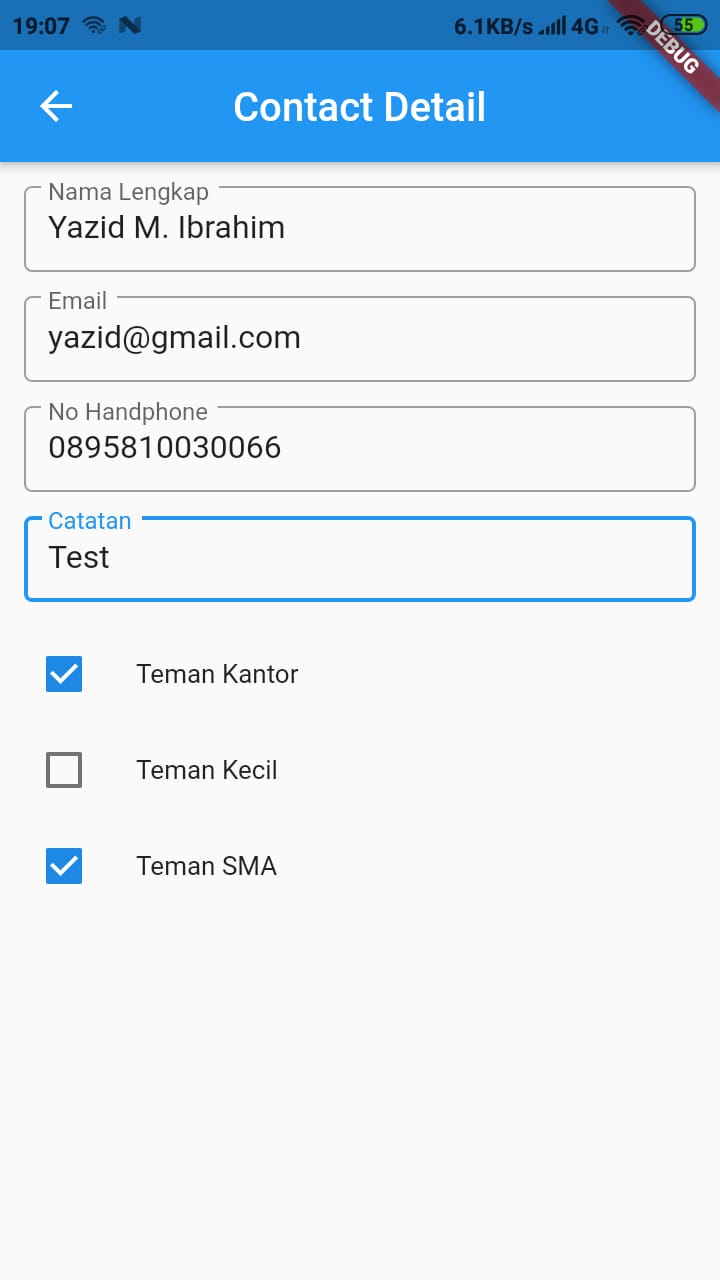 19:07 6.1KB/s 4G 55
DEBUG
Contact Detail
Nama Lengkap
Yazid M. Ibrahim
Email
yazid@gmail.com
No Handphone
0895810030066
Catatan
Test
Teman Kantor
Teman Kecil
Teman SMA